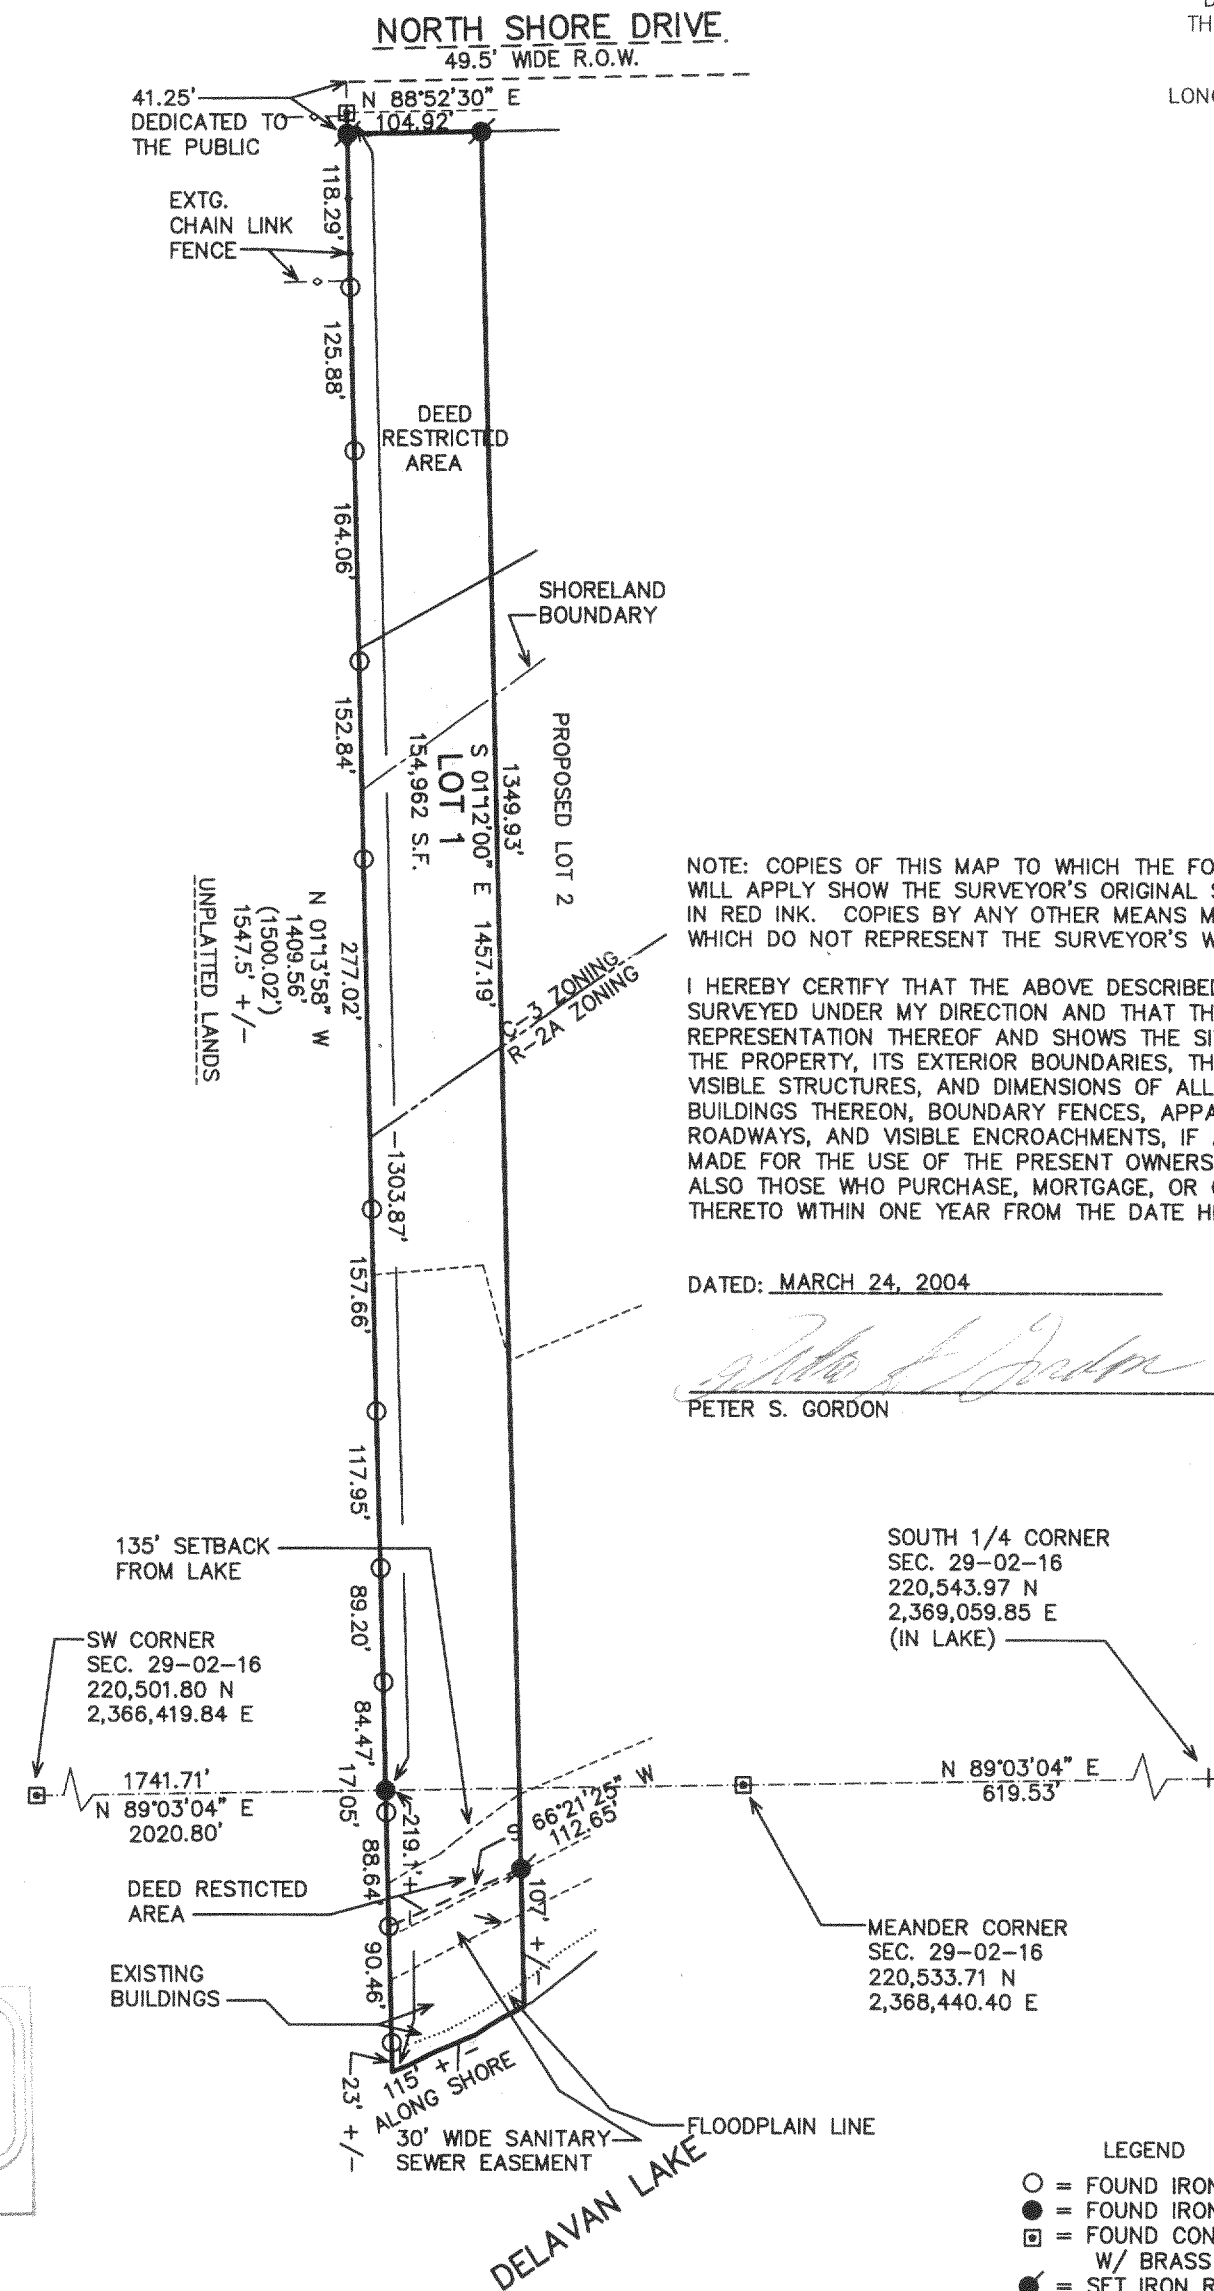 D
TH
LONG
NORTH SHORE DRIVE
49.5' WIDE R.O.W.
41.25'
DEDICATED TO
THE PUBLIC
N 88°52'30" E
104.92'
118.29'
EXTG.
CHAIN LINK
FENCE
125.88'
DEED
RESTRICTED
AREA
164.06'
SHORELAND
BOUNDARY
152.84'
PROPOSED LOT 2
1349.93'
S 01°12'00" E 1457.19'
LOT 1
154,962 S.F.
277.02'
N 01°13'58" W
1409.56'
(1500.02')
1547.5' +/-
UNPLATTED LANDS
C-3 ZONING
R-2A ZONING
1303.87'
NOTE: COPIES OF THIS MAP TO WHICH THE FO
WILL APPLY SHOW THE SURVEYOR'S ORIGINAL S
IN RED INK. COPIES BY ANY OTHER MEANS M
WHICH DO NOT REPRESENT THE SURVEYOR'S W
I HEREBY CERTIFY THAT THE ABOVE DESCRIBED
SURVEYED UNDER MY DIRECTION AND THAT TH
REPRESENTATION THEREOF AND SHOWS THE SI
THE PROPERTY, ITS EXTERIOR BOUNDARIES, TH
VISIBLE STRUCTURES, AND DIMENSIONS OF ALL
BUILDINGS THEREON, BOUNDARY FENCES, APPA
ROADWAYS, AND VISIBLE ENCROACHMENTS, IF A
MADE FOR THE USE OF THE PRESENT OWNERS
ALSO THOSE WHO PURCHASE, MORTGAGE, OR
THERETO WITHIN ONE YEAR FROM THE DATE H
DATED: MARCH 24, 2004
PETER S. GORDON
157.66'
117.95'
135' SETBACK
FROM LAKE
89.20'
SOUTH 1/4 CORNER
SEC. 29-02-16
220,543.97 N
2,369,059.85 E
(IN LAKE)
SW CORNER
SEC. 29-02-16
220,501.80 N
2,366,419.84 E
84.47'
1741.71'
N 89°03'04" E
2020.80'
17.05'
N 89°03'04" E
619.53'
S 66°21'25" W
112.65'
219.1'+/-
88.64'
DEED RESTICTED
AREA
107' +/-
MEANDER CORNER
SEC. 29-02-16
220,533.71 N
2,368,440.40 E
90.46'
EXISTING
BUILDINGS
23' +/-
115' +/-
ALONG SHORE
30' WIDE SANITARY
SEWER EASEMENT
FLOODPLAIN LINE
DELAVAN LAKE
LEGEND
= FOUND IRON
= FOUND IRON
= FOUND CON
W/ BRASS
= SET IRON R